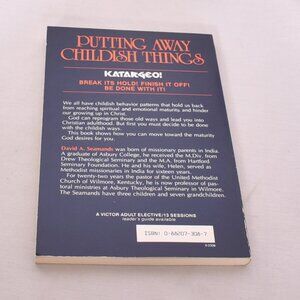 PUTTING AWAY
CHILDISH THINGS
KATARGEO!
BREAK ITS HOLD! FINISH IT OFF!
BE DONE WITH IT!
We all have childish behavior patterns that hold us back
from reaching spiritual and emotional maturity, and hinder
our growing up in Christ.
God can reprogram those old ways and lead you into
Christian adulthood. But first you must decide to be done
with the childish ways.
This book shows how you can move toward the maturity
God desires for you.
David A. Seamands was born of missionary parents in India.
A graduate of Asbury College, he received the M.Div. from
Drew Theological Seminary and the M.A. from Hartford
Seminary Foundation. He and his wife, Helen, served as
Methodist missionaries in India for sixteen years.
For twenty-two years the pastor of the United Methodist
Church of Wilmore, Kentucky, he is now professor of pas-
toral ministries at Asbury Theological Seminary in Wilmore.
The Seamands have three children and seven grandchildren.
A VICTOR ADULT ELECTIVE/13 SESSIONS
leader's guide available
ISBN: 0-88207-308-7